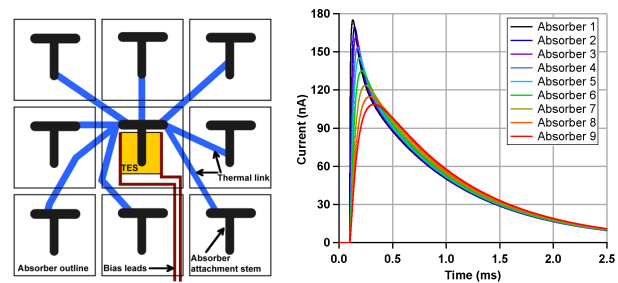 TES
Thermal link
Absorber outline
Bias leads
Absorber
attachment stem
180
150
120
90
60
30
0
Current (nA)
0.0
0.5
1.0
1.5
2.0
2.5
Time (ms)
Absorber 1
Absorber 2
Absorber 3
Absorber 4
Absorber 5
Absorber 6
Absorber 7
Absorber 8
Absorber 9